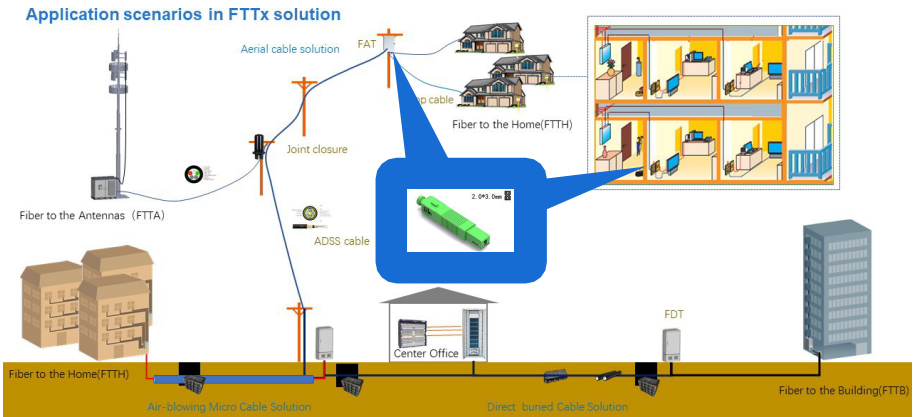 Application scenarios in FTTx solution
Aerial cable solution
FAT
cable
Fiber to the Home(FTTH)
Joint closure
2.0*3.0mm
Fiber to the Antennas (FTTA)
ADSS cable
FDT
Center Office
Fiber to the Home(FTTH)
Fiber to the Building(FTTB)
Air-blowing Micro Cable Solution
Direct buried Cable Solution